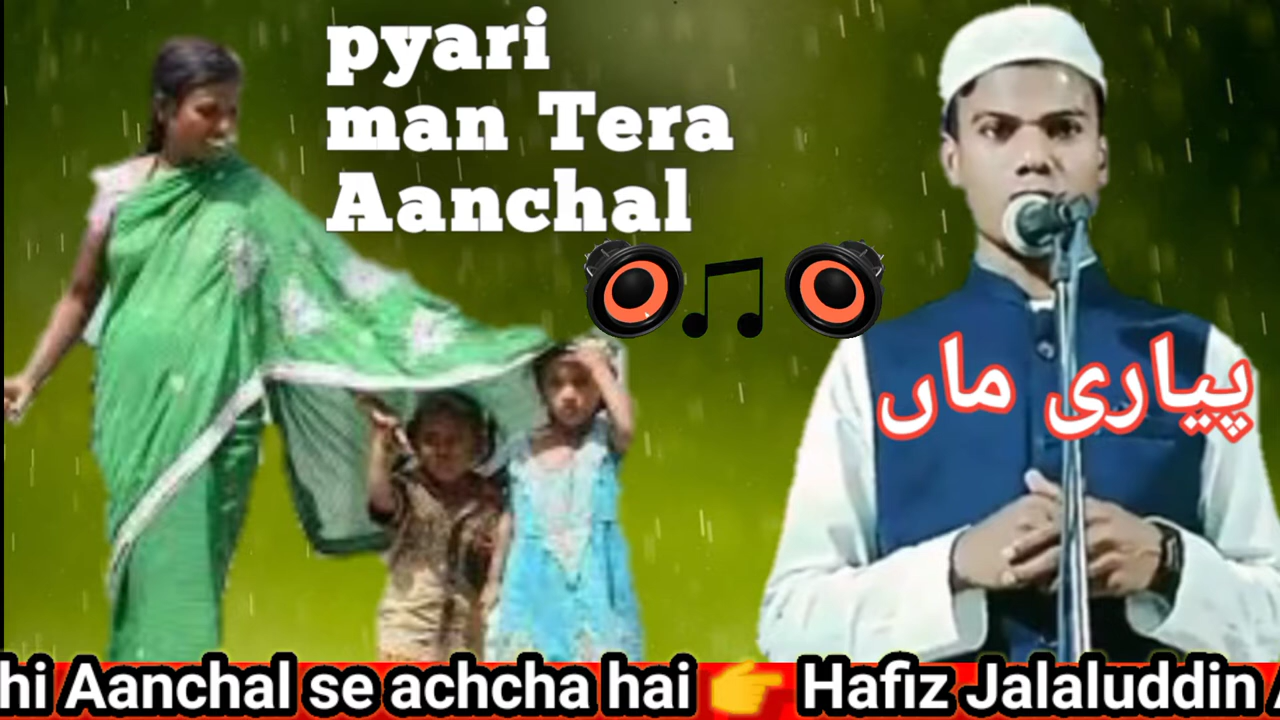 pyari
man Tera
Aanchal
پیاری ماں
hi Aanchal se achcha hai 👉 Hafiz Jalaluddin